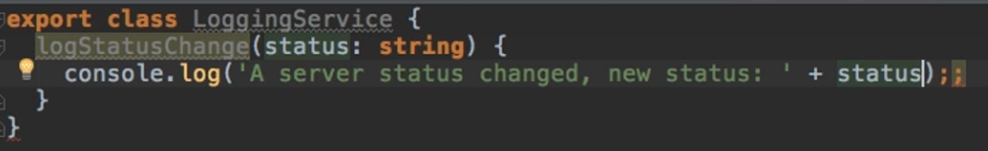 export class LoggingService {
logStatusChange(status: string) {
console.log('A server status changed, new status: ' + status);;
}
}